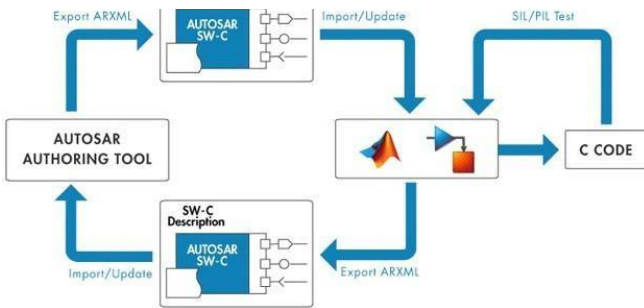 Export ARXML
AUTOSAR
SW-C
Import/Update
SIL/PIL Test
AUTOSAR
AUTHORING TOOL
C CODE
SW-C
Description
AUTOSAR
SW-C
Import/Update
Export ARXML